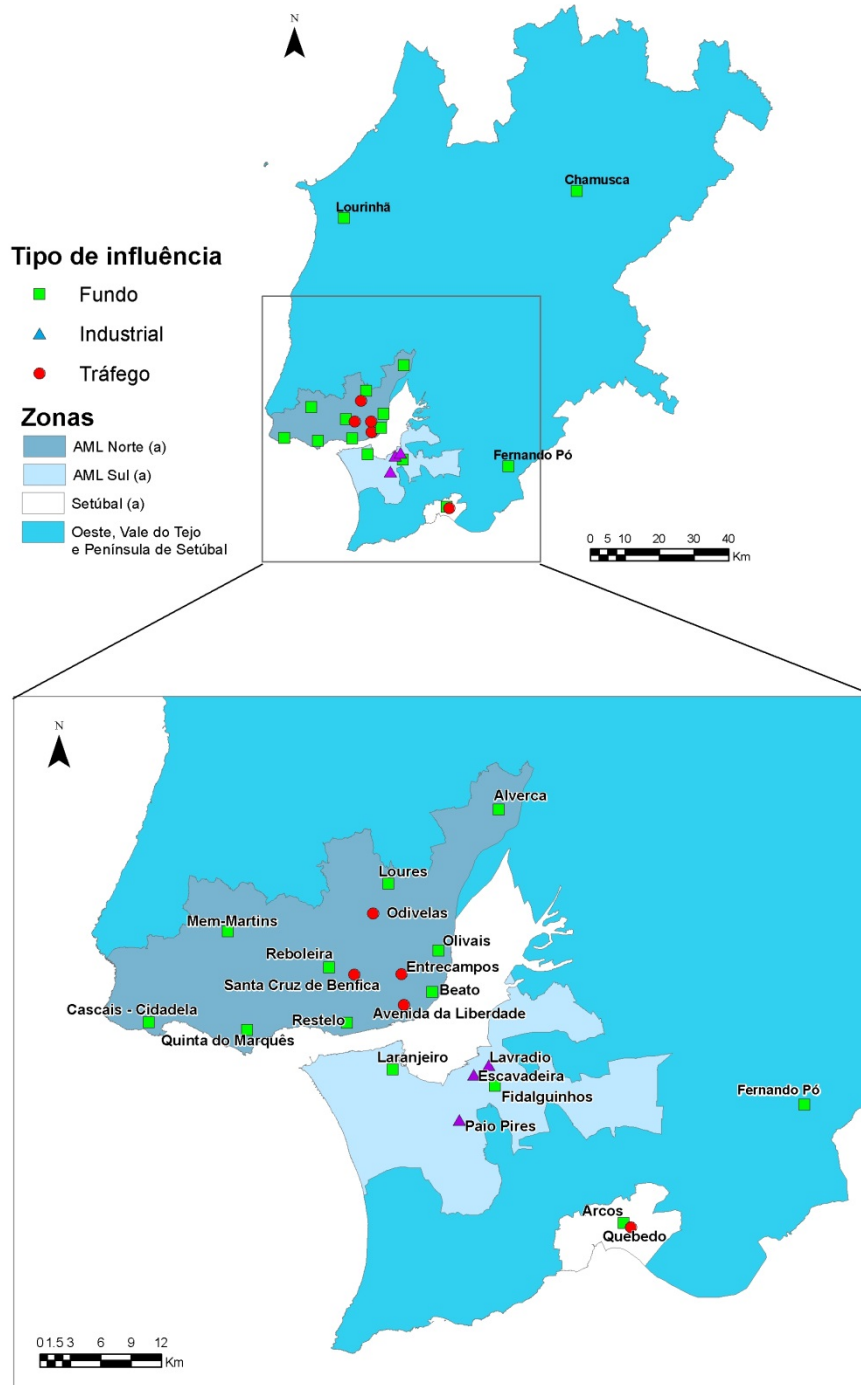 N
Chamusca
Lourinhã
Tipo de influência
Fundo
Industrial
Tráfego
Zonas
AML Norte (a)
AML Sul (a)
Setúbal (a)
Oeste, Vale do Tejo
e Península de Setúbal
Fernando Pó
0 5 10 20 30 40
Km
N
Alverca
Loures
Odivelas
Mem-Martins
Olivais
Reboleira
Entrecampos
Santa Cruz de Benfica
Beato
Cascais - Cidadela
Restelo
Avenida da Liberdade
Quinta do Marquês
Laranjeiro
Lavradio
Escavadeira
Fidalguinhos
Fernando Pó
Paio Pires
Arcos
Quebedo
0 1.5 3 6 9 12
Km